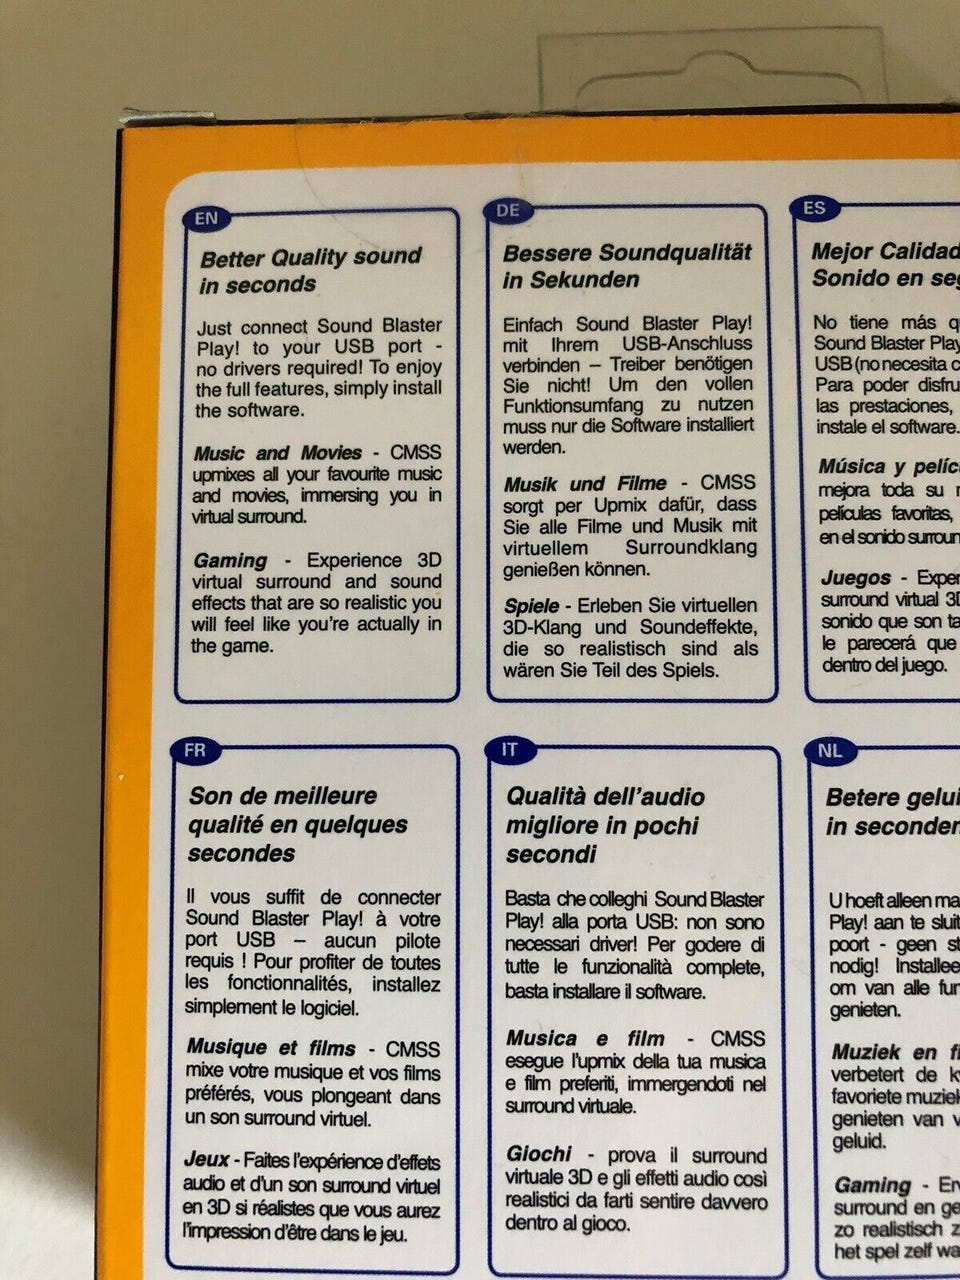 EN
Better Quality sound
in seconds
Just connect Sound Blaster
Play! to your USB port -
no drivers required! To enjoy
the full features, simply install
the software.
Music and Movies - CMSS
upmixes all your favourite music
and movies, immersing you in
virtual surround.
Gaming - Experience 3D
virtual surround and sound
effects that are so realistic you
will feel like you're actually in
the game.
DE
Bessere Soundqualität
in Sekunden
Einfach Sound Blaster Play!
mit Ihrem USB-Anschluss
verbinden – Treiber benötigen
Sie nicht! Um den vollen
Funktionsumfang zu nutzen
muss nur die Software installiert
werden.
Musik und Filme - CMSS
sorgt per Upmix dafür, dass
Sie alle Filme und Musik mit
virtuellem Surroundklang
genießen können.
Spiele - Erleben Sie virtuellen
3D-Klang und Soundeffekte,
die so realistisch sind als
wären Sie Teil des Spiels.
ES
Mejor Calidad
Sonido en
No tiene más
Sound Blaster Play
USB (no necesita
Para poder
las prestaciones,
instale el software.
Música y
mejora toda su
películas favoritas,
en el sonido
Juegos -
surround virtual 3D
sonido que son
le parecerá que
dentro del juego.
FR
Son de meilleure
qualité en quelques
secondes
Il vous suffit de connecter
Sound Blaster Play! à votre
port USB – aucun pilote
requis ! Pour profiter de toutes
les fonctionnalités, installez
simplement le logiciel.
Musique et films - CMSS
mixe votre musique et vos films
préférés, vous plongeant dans
un son surround virtuel.
Jeux - Faites l'expérience d'effets
audio et d'un son surround virtuel
en 3D si réalistes que vous aurez
l'impression d'être dans le jeu.
IT
Qualità dell'audio
migliore in pochi
secondi
Basta che colleghi Sound Blaster
Play! alla porta USB: non sono
necessari driver! Per godere di
tutte le funzionalità complete,
basta installare il software.
Musica e film - CMSS
esegue l'upmix della tua musica
e film preferiti, immergendoti nel
surround virtuale.
Giochi - prova il surround
virtuale 3D e gli effetti audio così
realistici da farti sentire davvero
dentro al gioco.
NL
Betere
in
U hoeft alleen
Play! aan te
poort - geen
nodig!
om van alle
genieten.
Muziek en
verbetert de
favoriete
genieten van
geluid.
Gaming -
surround en
zo realistisch
het spel zelf